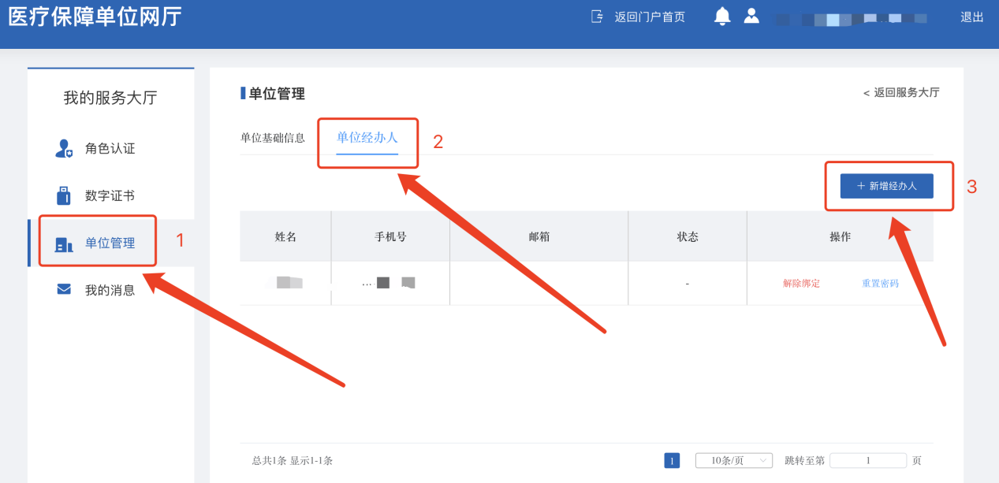 医疗保障单位网厅
返回门户首页
退出
我的服务大厅
角色认证
数字证书
单位管理
1
我的消息
单位管理
< 返回服务大厅
单位基础信息
单位经办人
2
+ 新增经办人
3
姓名 手机号 邮箱 状态 操作
- 解除绑定 重置密码
总共1条 显示1-1条
1
10条/页
跳转至第 1 页